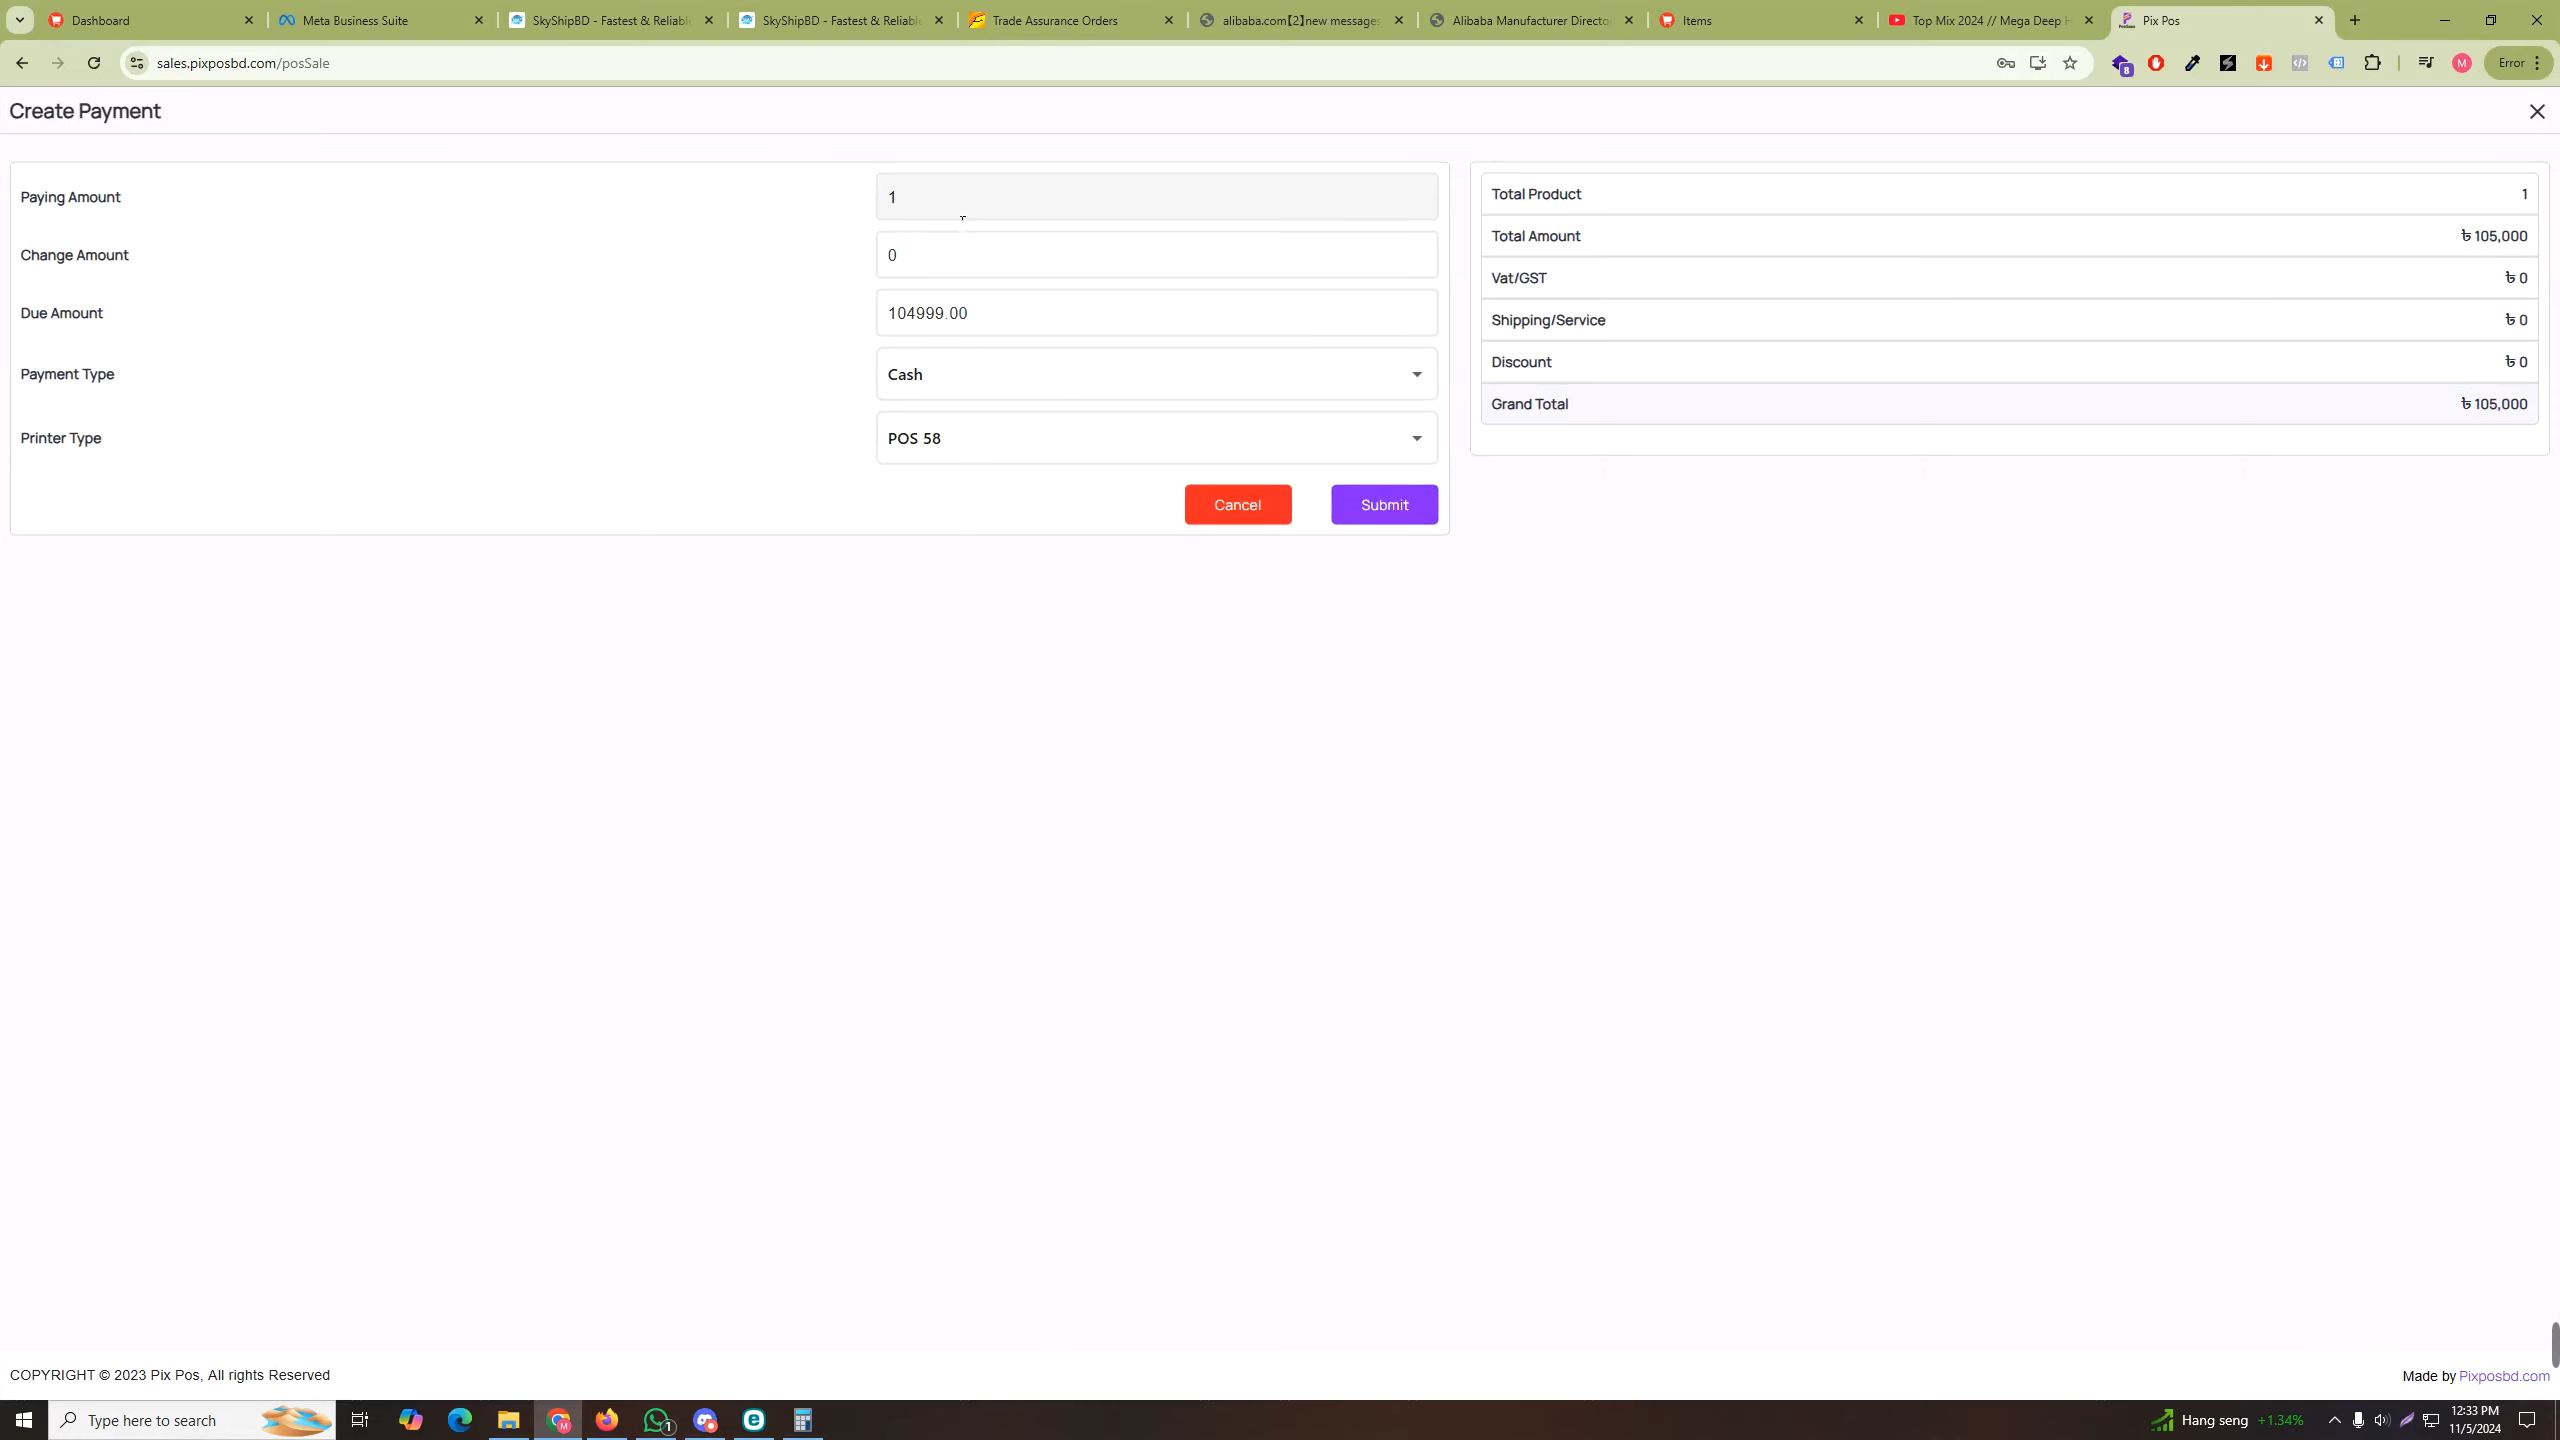 Dashboard
Meta Business Suite
SkyShipBD - Fastest & Reliabl
SkyShipBD - Fastest & Reliable
Trade Assurance Orders
alibaba.com【2】new messages
Alibaba Manufacturer Directo
Items
Top Mix 2024 // Mega Deep H
Pix Pos
sales.pixposbd.com/posSale
8
M
Error
Create Payment
Paying Amount
1
Change Amount
0
Due Amount
104999.00
Payment Type
Cash
Printer Type
POS 58
Cancel
Submit
Total Product
1
Total Amount
৳ 105,000
Vat/GST
৳ 0
Shipping/Service
৳ 0
Discount
৳ 0
Grand Total
৳ 105,000
COPYRIGHT © 2023 Pix Pos, All rights Reserved
Made by Pixposbd.com
Type here to search
M
1
Hang seng +1.34%
12:33 PM
11/5/2024